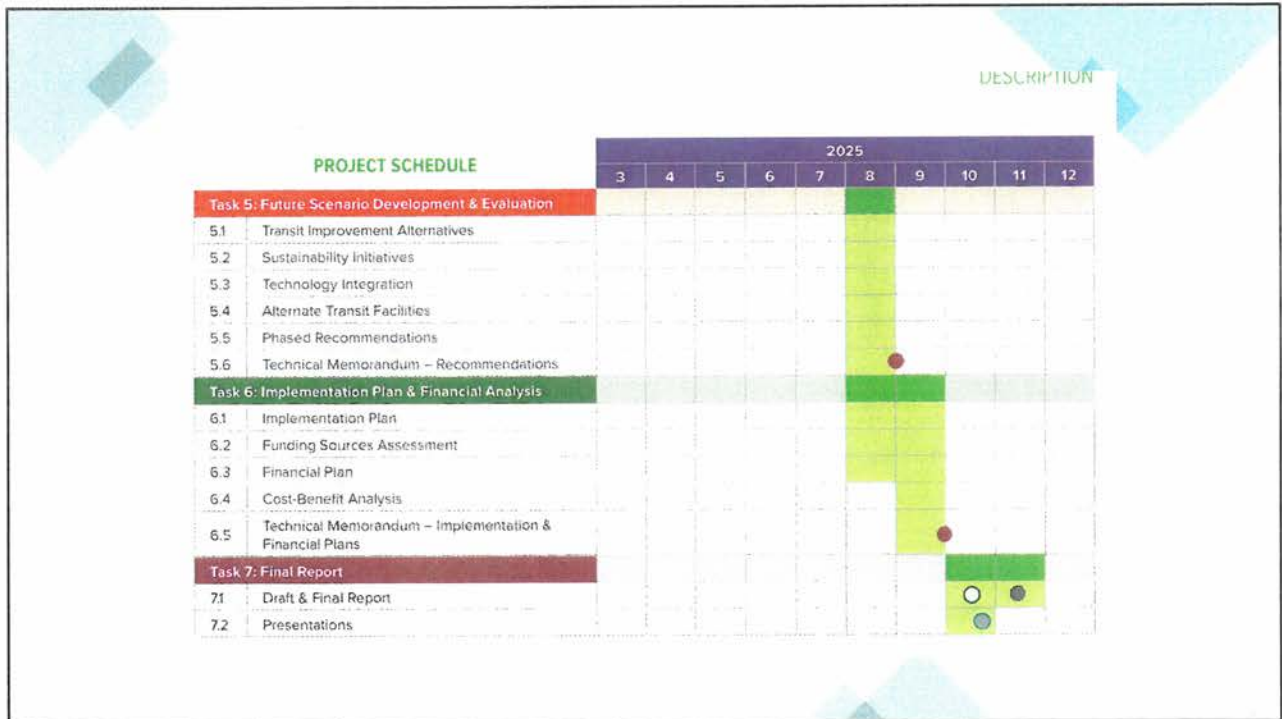 DESCRIPTION
PROJECT SCHEDULE
2025
3 4 5 6 7 8 9 10 11 12
Task 5: Future Scenario Development & Evaluation
5.1 Transit Improvement Alternatives
5.2 Sustainability Initiatives
5.3 Technology Integration
5.4 Alternate Transit Facilities
5.5 Phased Recommendations
5.6 Technical Memorandum – Recommendations
Task 6: Implementation Plan & Financial Analysis
6.1 Implementation Plan
6.2 Funding Sources Assessment
6.3 Financial Plan
6.4 Cost-Benefit Analysis
6.5 Technical Memorandum – Implementation &
Financial Plans
Task 7: Final Report
7.1 Draft & Final Report
7.2 Presentations